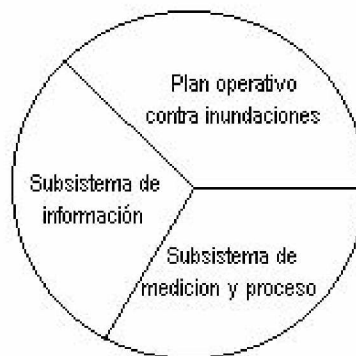 Plan operativo
contra inundaciones
Subsistema de
información
Subsistema de
medicion y proceso